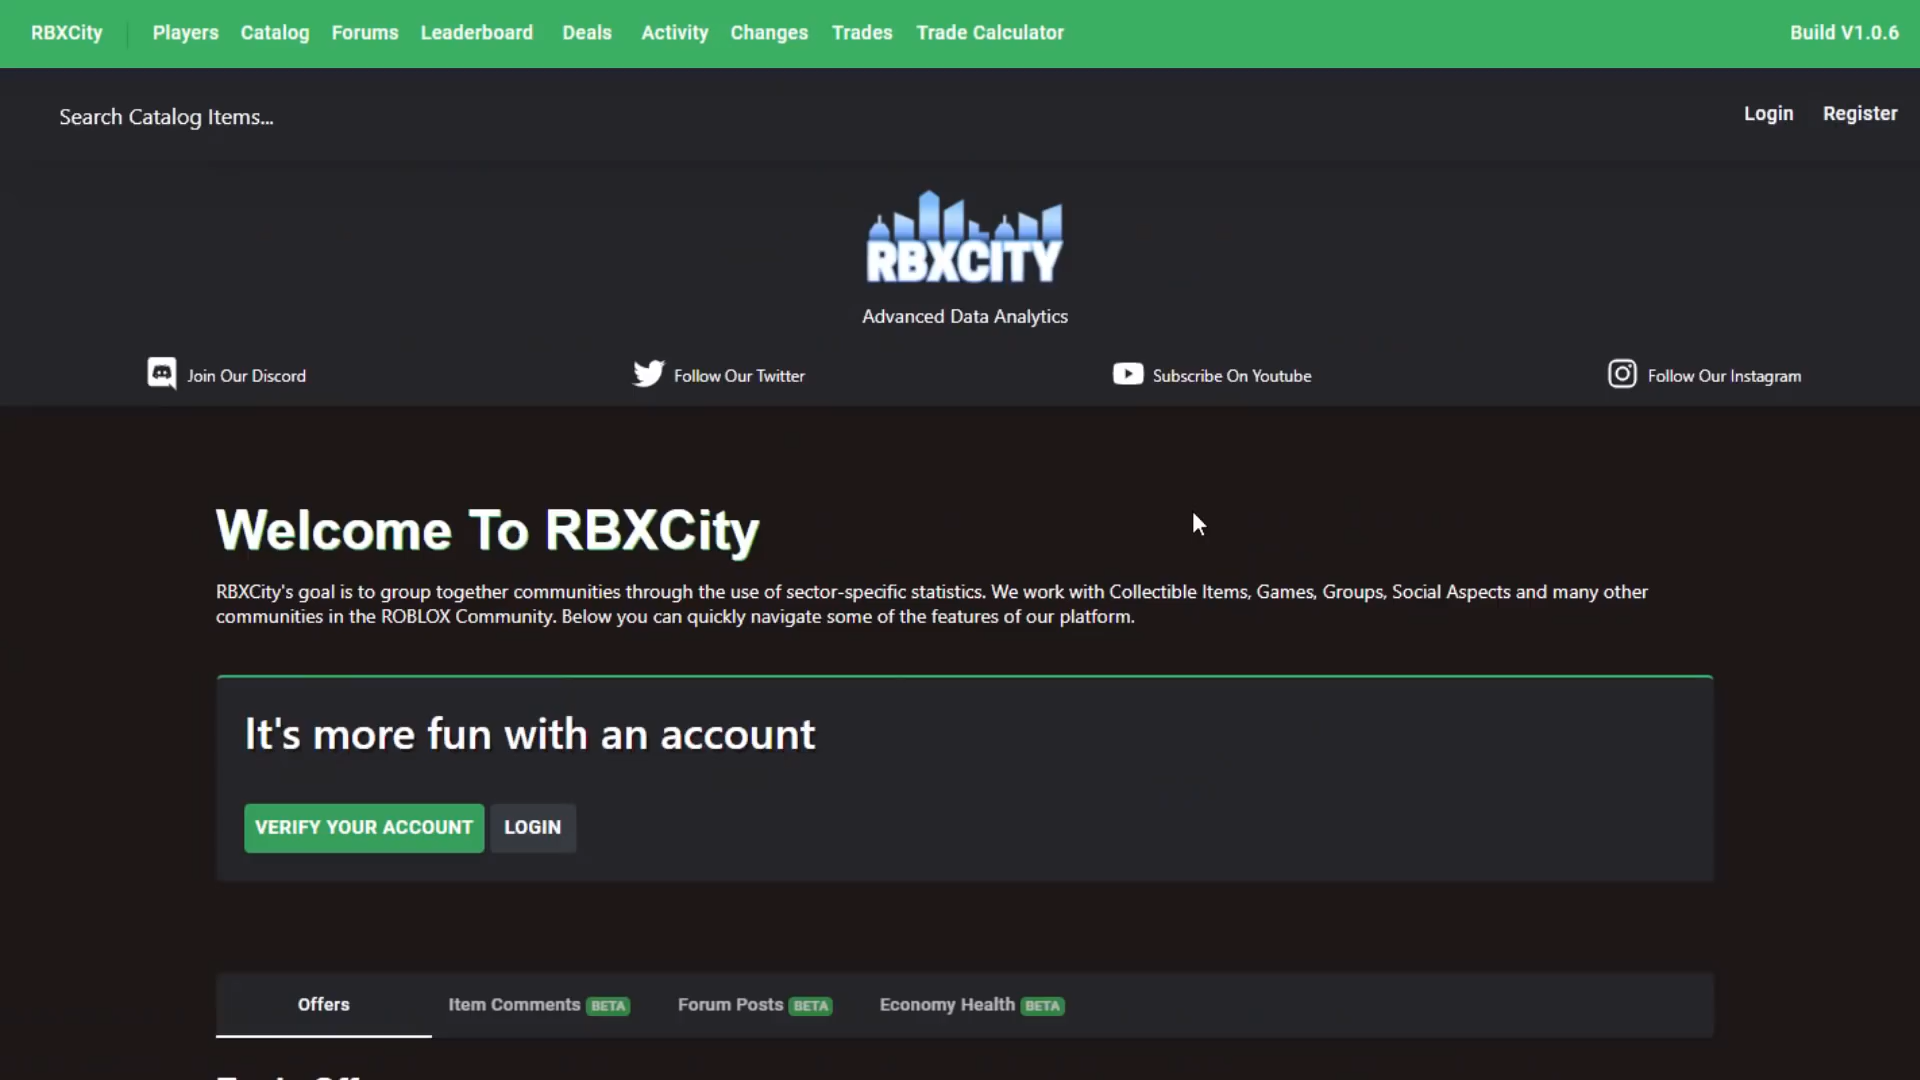 RBXCity Players Catalog Forums Leaderboard Deals Activity Changes Trades Trade Calculator Build V1.0.6
Search Catalog Items... Login Register
RBXCITY
Advanced Data Analytics
Join Our Discord Follow Our Twitter Subscribe On Youtube Follow Our Instagram
Welcome To RBXCity
RBXCity's goal is to group together communities through the use of sector-specific statistics. We work with Collectible Items, Games, Groups, Social Aspects and many other
communities in the ROBLOX Community. Below you can quickly navigate some of the features of our platform.
It's more fun with an account
VERIFY YOUR ACCOUNT LOGIN
Offers Item Comments BETA Forum Posts BETA Economy Health BETA